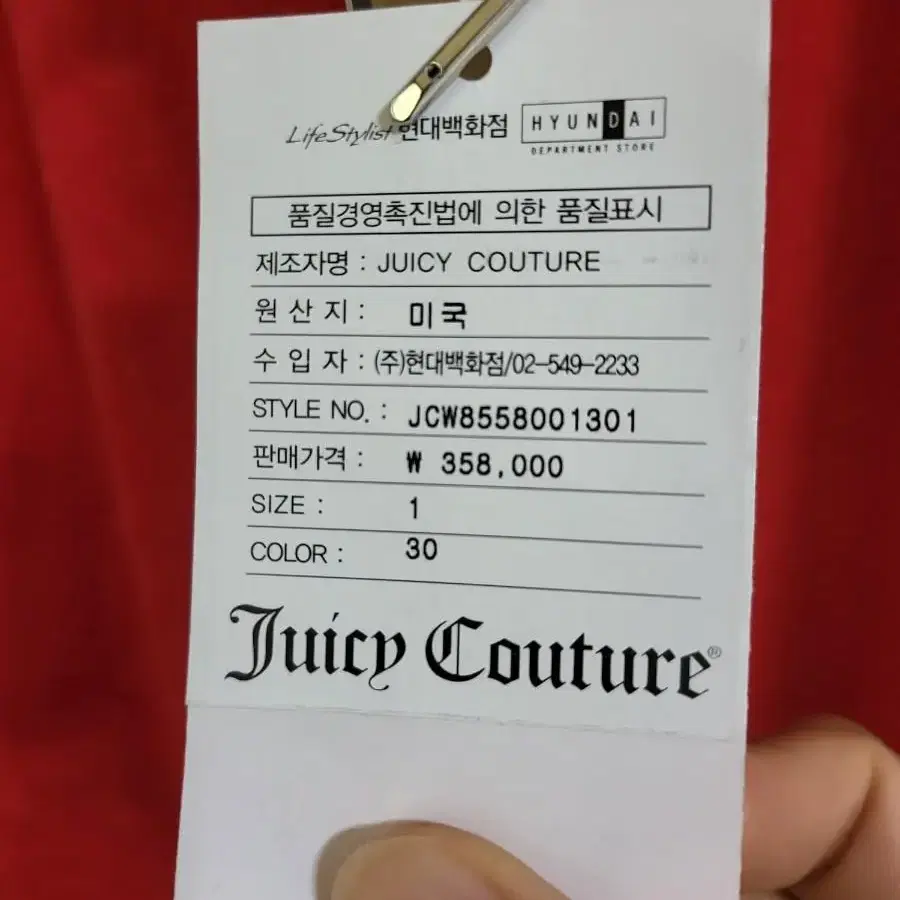 LifeStylist 현대백화점 HYUNDAI
DEPARTMENT STORE
품질경영촉진법에 의한 품질표시
제조자명 : JUICY COUTURE
원 산 지 : 미국
수 입 자 : (주)현대백화점/02-549-2233
STYLE NO. : JCW8558001301
판매가격 : ₩ 358,000
SIZE : 1
COLOR : 30
Juicy Couture®